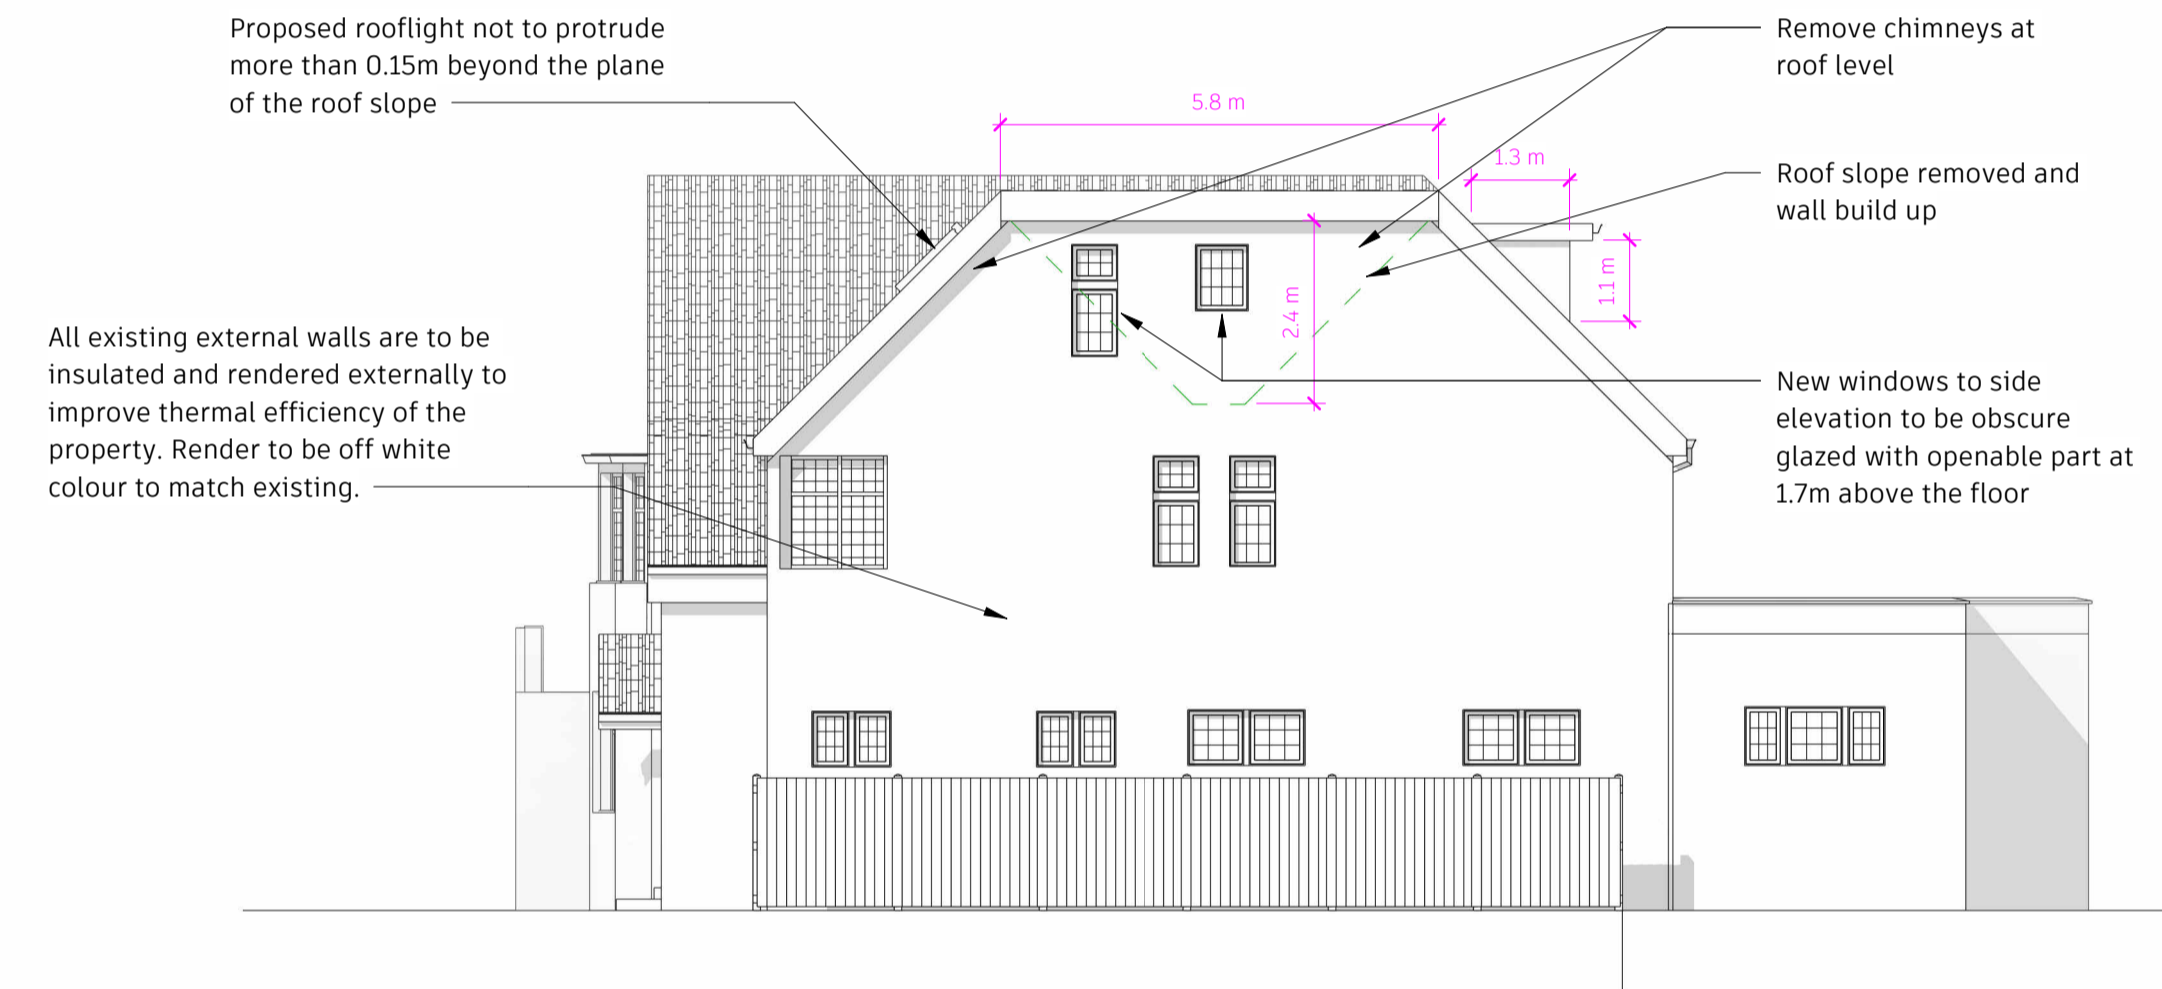 Proposed rooflight not to protrude
more than 0.15m beyond the plane
of the roof slope
Remove chimneys at
roof level
5.8 m
1.3 m
Roof slope removed and
wall build up
1.1 m
2.4 m
All existing external walls are to be
insulated and rendered externally to
improve thermal efficiency of the
property. Render to be off white
colour to match existing.
New windows to side
elevation to be obscure
glazed with openable part at
1.7m above the floor